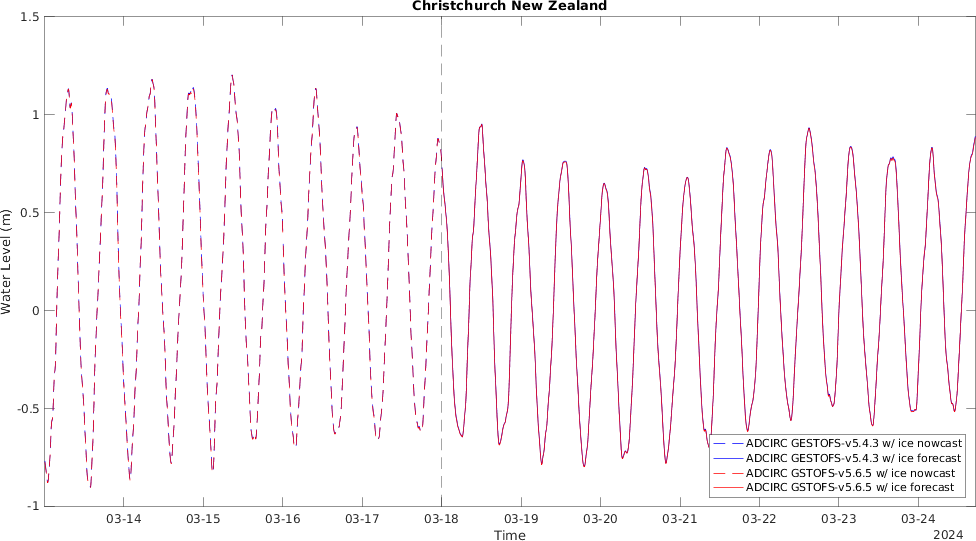 Christchurch New Zealand
1.5
1
0.5
0
-0.5
-1
Water Level (m)
ADCIRC GESTOFS-v5.4.3 w/ ice nowcast
ADCIRC GESTOFS-v5.4.3 w/ ice forecast
ADCIRC GSTOFS-v5.6.5 w/ ice nowcast
ADCIRC GSTOFS-v5.6.5 w/ ice forecast
03-14 03-15 03-16 03-17 03-18 03-19 03-20 03-21 03-22 03-23 03-24
Time
2024